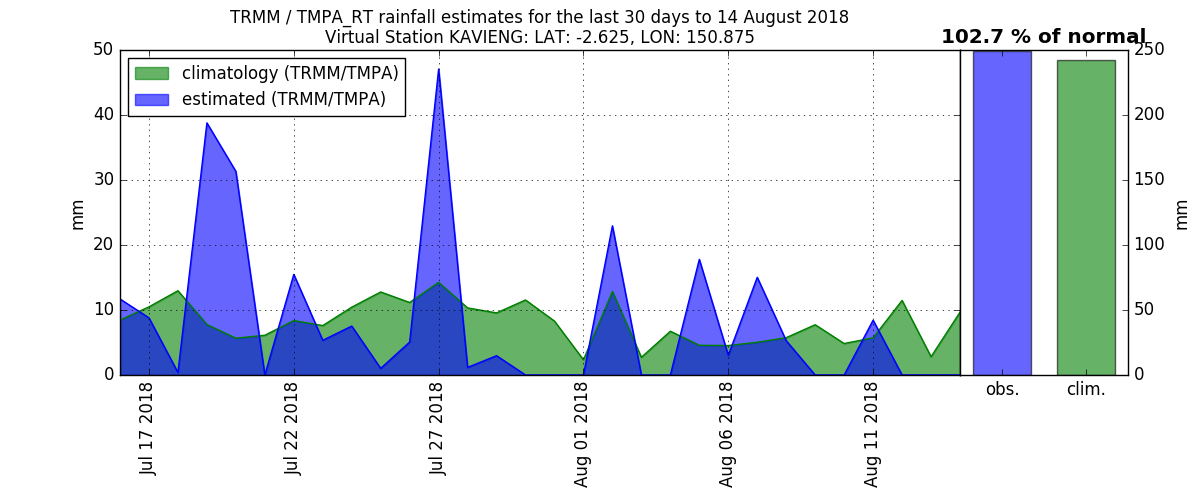 TRMM / TMPA_RT rainfall estimates for the last 30 days to 14 August 2018
Virtual Station KAVIENG: LAT: -2.625, LON: 150.875
102.7 % of normal
climatology (TRMM/TMPA)
estimated (TRMM/TMPA)
50
40
30
20
10
0
mm
Jul 17 2018
Jul 22 2018
Jul 27 2018
Aug 01 2018
Aug 06 2018
Aug 11 2018
obs.
clim.
250
200
150
100
50
0
mm